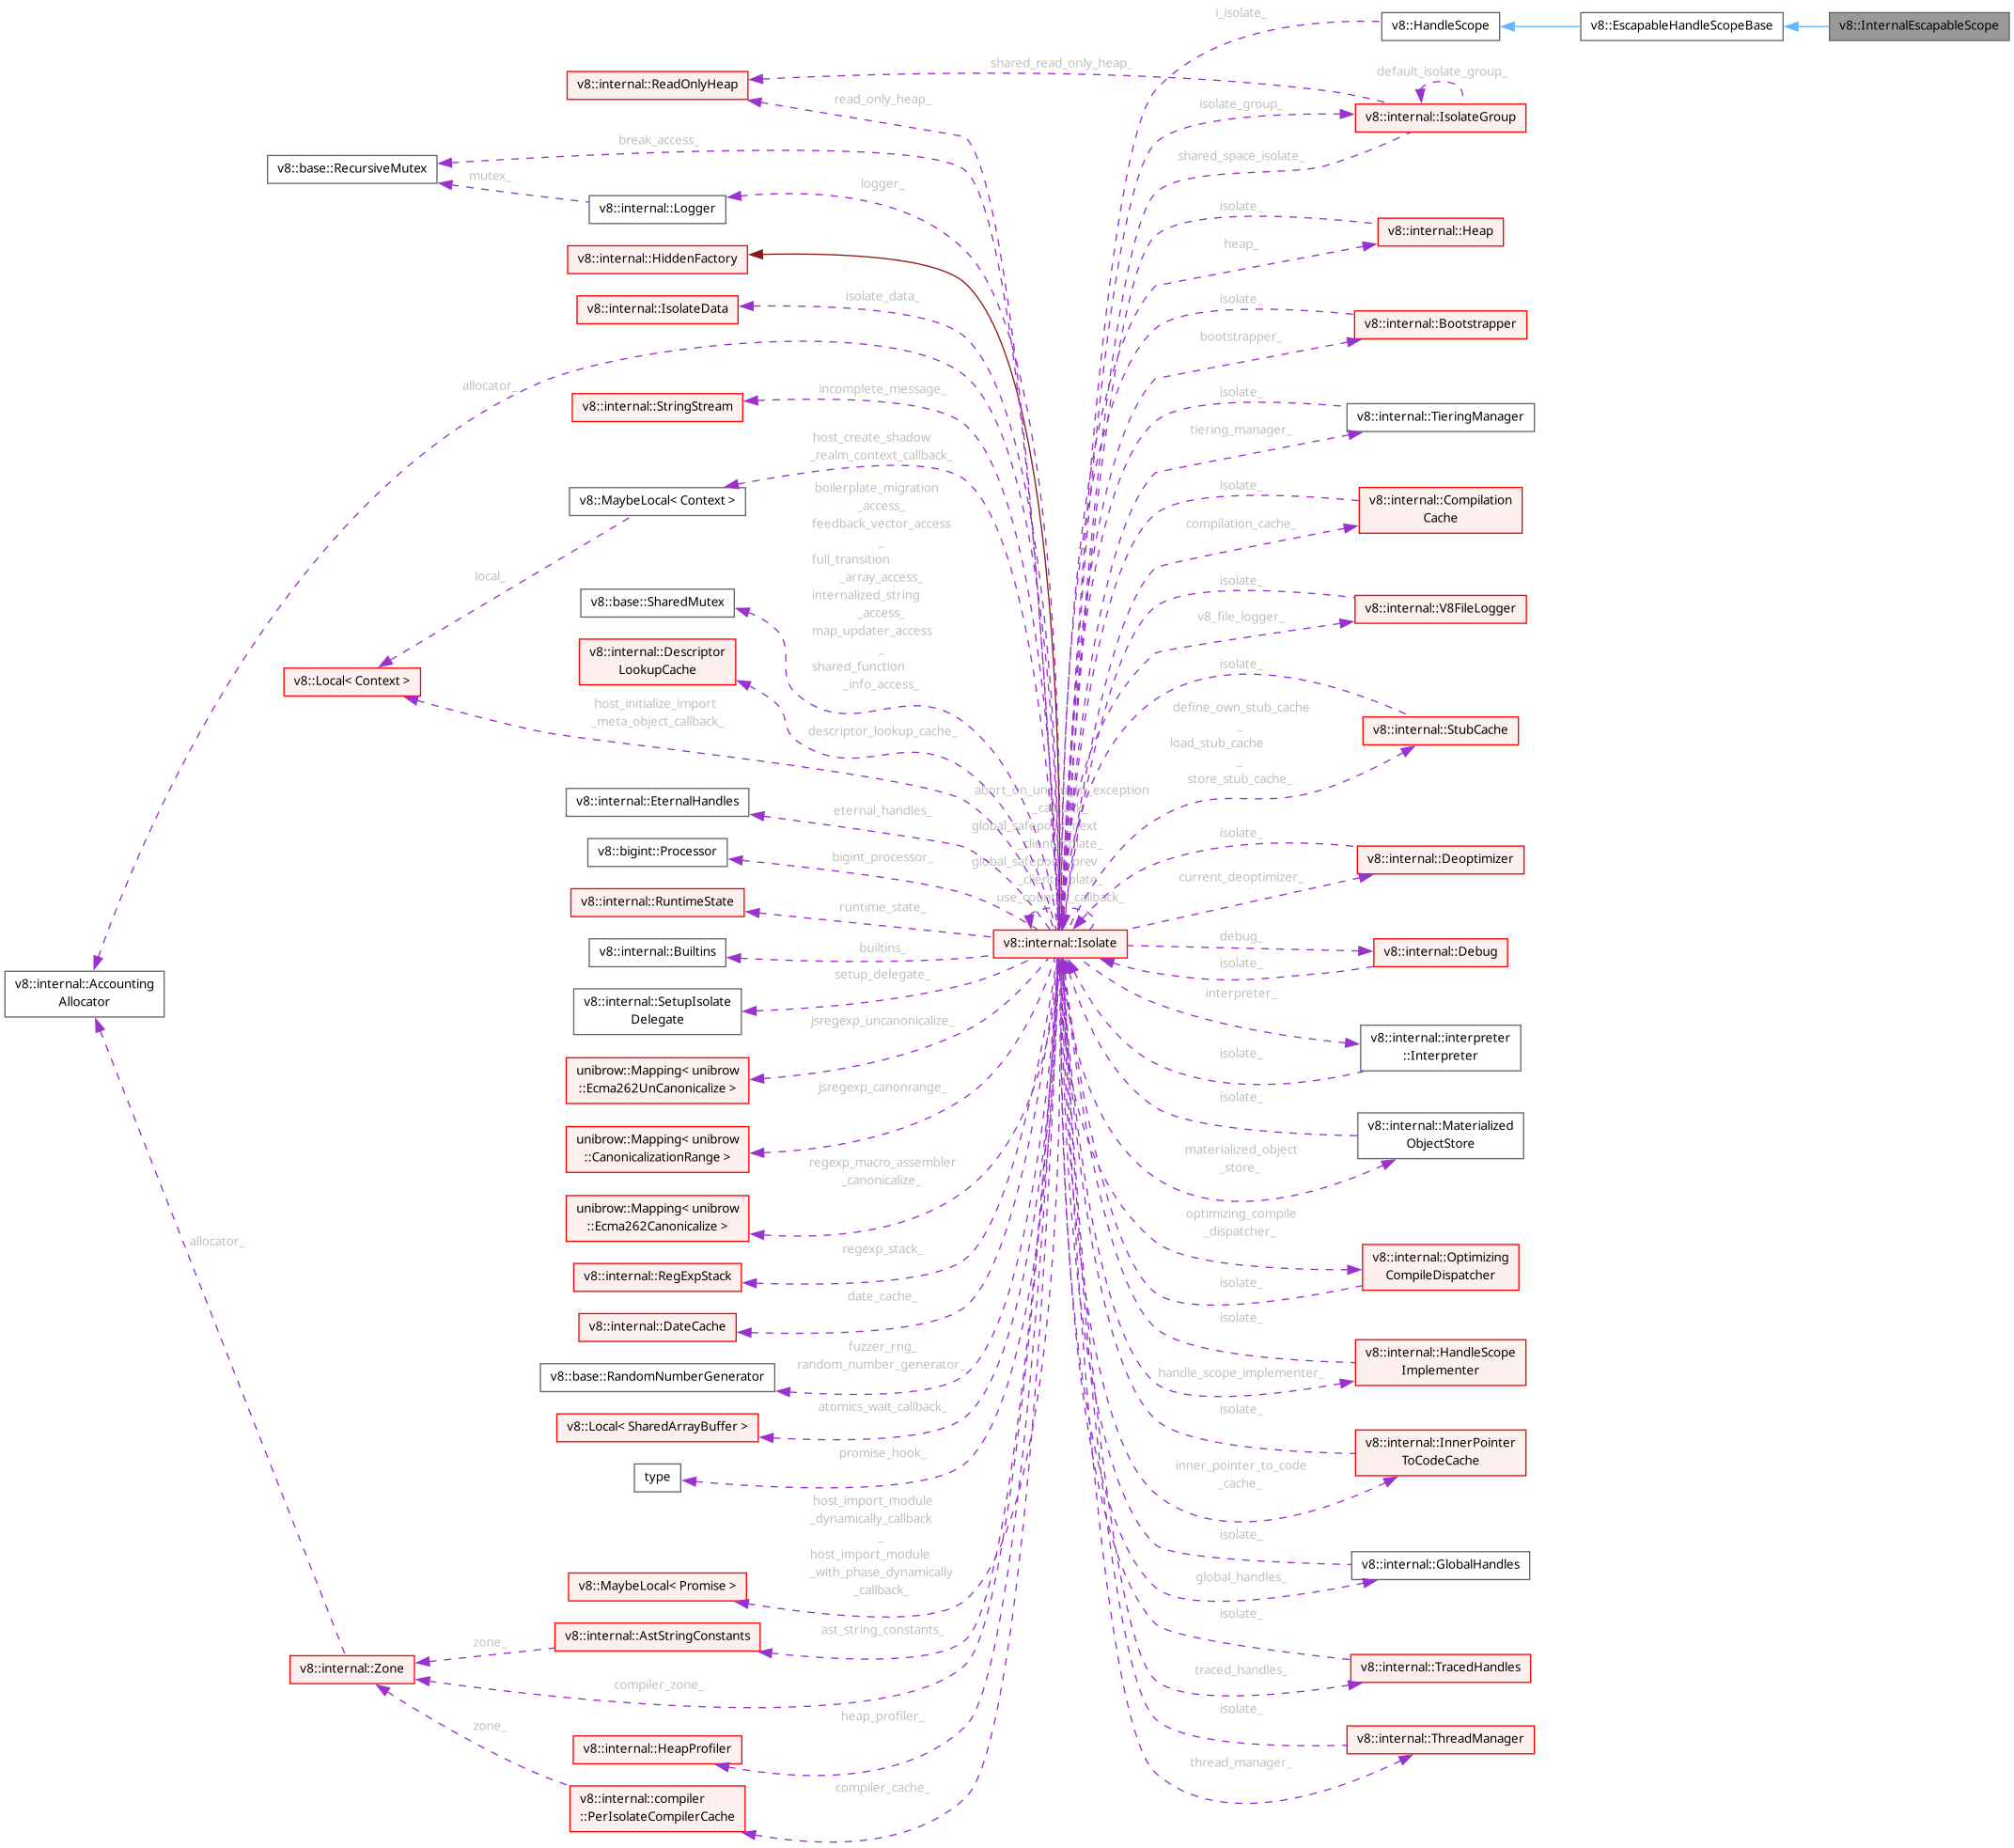 i_isolate_
v8::HandleScope
v8::EscapableHandleScopeBase
v8::InternalEscapableScope
shared_read_only_heap_
default_isolate_group_
v8::internal::ReadOnlyHeap
read_only_heap_
isolate_group_
v8::internal::IsolateGroup
break_access_
shared_space_isolate_
v8::base::RecursiveMutex
mutex_
logger_
v8::internal::Logger
isolate_
v8::internal::Heap
heap_
v8::internal::HiddenFactory
isolate_data_
v8::internal::IsolateData
isolate_
v8::internal::Bootstrapper
bootstrapper_
allocator_
incomplete_message_
v8::internal::StringStream
isolate_
v8::internal::TieringManager
tiering_manager_
host_create_shadow
_realm_context_callback_
v8::MaybeLocal< Context >
isolate_
v8::internal::Compilation
Cache
compilation_cache_
boilerplate_migration
_access_
feedback_vector_access
_
full_transition
_array_access_
internalized_string
_access_
map_updater_access
_
shared_function
_info_access_
local_
v8::base::SharedMutex
isolate_
v8::internal::V8FileLogger
v8_file_logger_
v8::internal::Descriptor
LookupCache
v8::Local< Context >
host_initialize_import
_meta_object_callback_
descriptor_lookup_cache_
isolate_
define_own_stub_cache
_
load_stub_cache
_
store_stub_cache_
v8::internal::StubCache
v8::internal::EternalHandles
eternal_handles_
abort_on_uncaught_exception
_callback_
global_safepoint_next
_client_isolate_
global_safepoint_prev
_client_isolate_
use_counter_callback_
v8::bigint::Processor
bigint_processor_
isolate_
v8::internal::Deoptimizer
current_deoptimizer_
v8::internal::RuntimeState
runtime_state_
v8::internal::Isolate
v8::internal::Builtins
builtins_
debug_
v8::internal::Debug
isolate_
v8::internal::Accounting
Allocator
setup_delegate_
v8::internal::SetupIsolate
Delegate
interpreter_
v8::internal::interpreter
::Interpreter
isolate_
jsregexp_uncanonicalize_
unibrow::Mapping< unibrow
::Ecma262UnCanonicalize >
jsregexp_canonrange_
isolate_
v8::internal::Materialized
ObjectStore
materialized_object
_store_
unibrow::Mapping< unibrow
::CanonicalizationRange >
regexp_macro_assembler
_canonicalize_
unibrow::Mapping< unibrow
::Ecma262Canonicalize >
allocator_
optimizing_compile
_dispatcher_
v8::internal::Optimizing
CompileDispatcher
isolate_
regexp_stack_
v8::internal::RegExpStack
date_cache_
v8::internal::DateCache
isolate_
v8::internal::HandleScope
Implementer
handle_scope_implementer_
fuzzer_rng_
random_number_generator_
v8::base::RandomNumberGenerator
atomics_wait_callback_
v8::Local< SharedArrayBuffer >
isolate_
v8::internal::InnerPointer
ToCodeCache
inner_pointer_to_code
_cache_
promise_hook_
type
host_import_module
_dynamically_callback
_
host_import_module
_with_phase_dynamically
_callback_
v8::MaybeLocal< Promise >
isolate_
v8::internal::GlobalHandles
global_handles_
ast_string_constants_
v8::internal::AstStringConstants
zone_
v8::internal::Zone
compiler_zone_
isolate_
v8::internal::TracedHandles
traced_handles_
heap_profiler_
v8::internal::HeapProfiler
zone_
isolate_
v8::internal::ThreadManager
thread_manager_
compiler_cache_
v8::internal::compiler
::PerIsolateCompilerCache